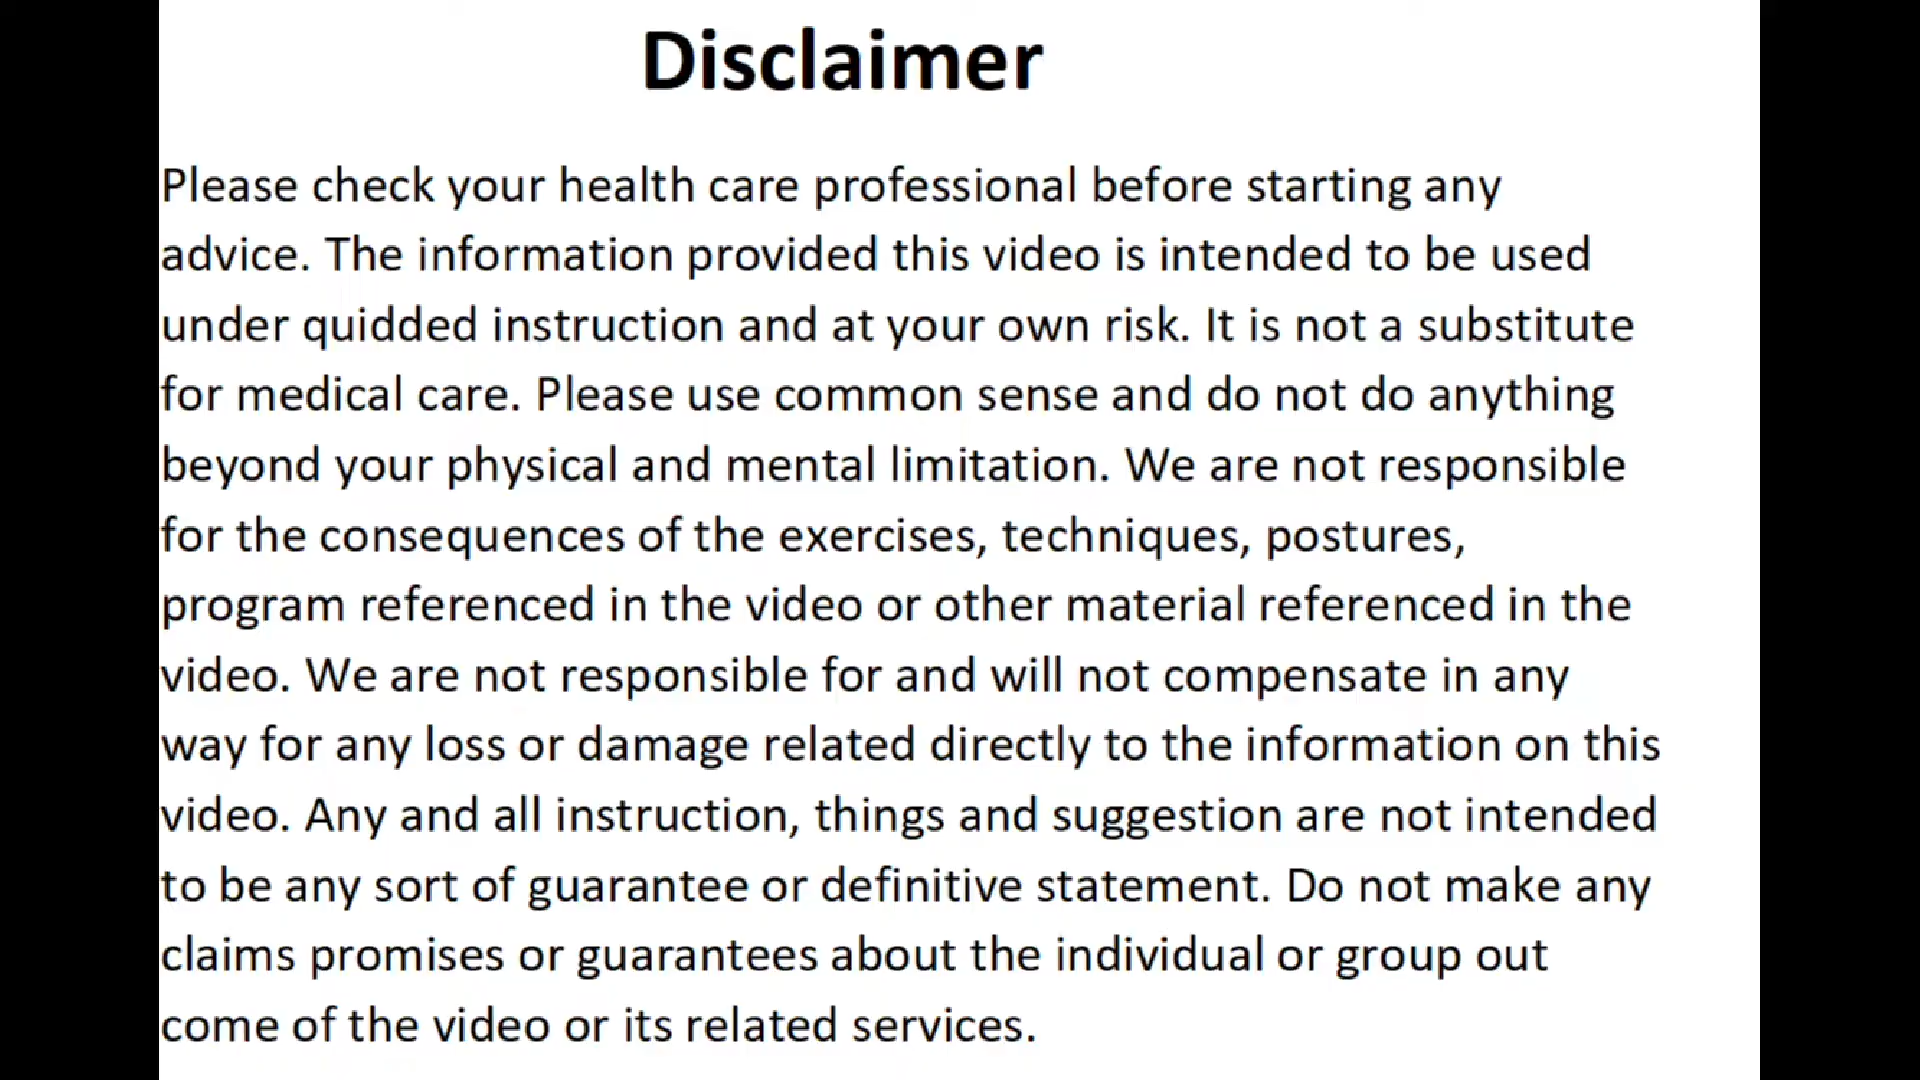 Disclaimer
Please check your health care professional before starting any
advice. The information provided this video is intended to be used
under quidded instruction and at your own risk. It is not a substitute
for medical care. Please use common sense and do not do anything
beyond your physical and mental limitation. We are not responsible
for the consequences of the exercises, techniques, postures,
program referenced in the video or other material referenced in the
video. We are not responsible for and will not compensate in any
way for any loss or damage related directly to the information on this
video. Any and all instruction, things and suggestion are not intended
to be any sort of guarantee or definitive statement. Do not make any
claims promises or guarantees about the individual or group out
come of the video or its related services.